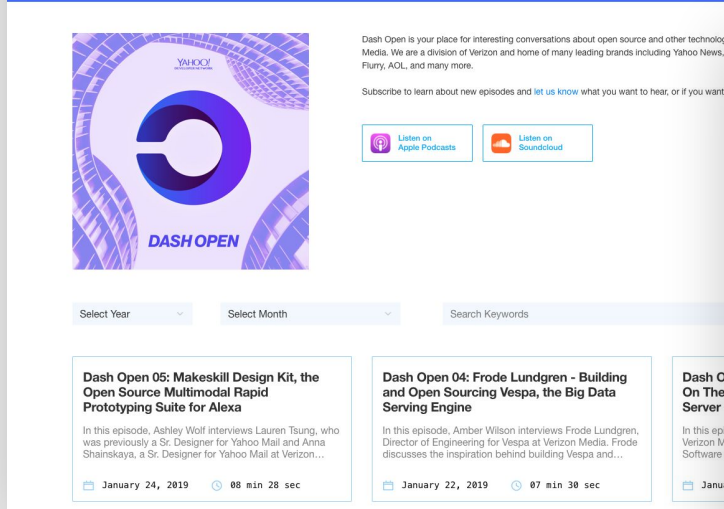 YAHOO!
DEVELOPER NETWORK
DASH OPEN
Dash Open is your place for interesting conversations about open source and other technolog
Media. We are a division of Verizon and home of many leading brands including Yahoo News,
Flurry, AOL, and many more.
Subscribe to learn about new episodes and let us know what you want to hear, or if you want
Listen on
Apple Podcasts
Listen on
Soundcloud
Select Year
Select Month
Search Keywords
Dash Open 05: Makeskill Design Kit, the
Open Source Multimodal Rapid
Prototyping Suite for Alexa
In this episode, Ashley Wolf interviews Lauren Tsung, who
was previously a Sr. Designer for Yahoo Mail and Anna
Shainskaya, a Sr. Designer for Yahoo Mail at Verizon...
January 24, 2019
08 min 28 sec
Dash Open 04: Frode Lundgren - Building
and Open Sourcing Vespa, the Big Data
Serving Engine
In this episode, Amber Wilson interviews Frode Lundgren,
Director of Engineering for Vespa at Verizon Media. Frode
discusses the inspiration behind building Vespa and...
January 22, 2019
07 min 30 sec
Dash O
On The
Server
In this epi
Verizon M
Software
Janua